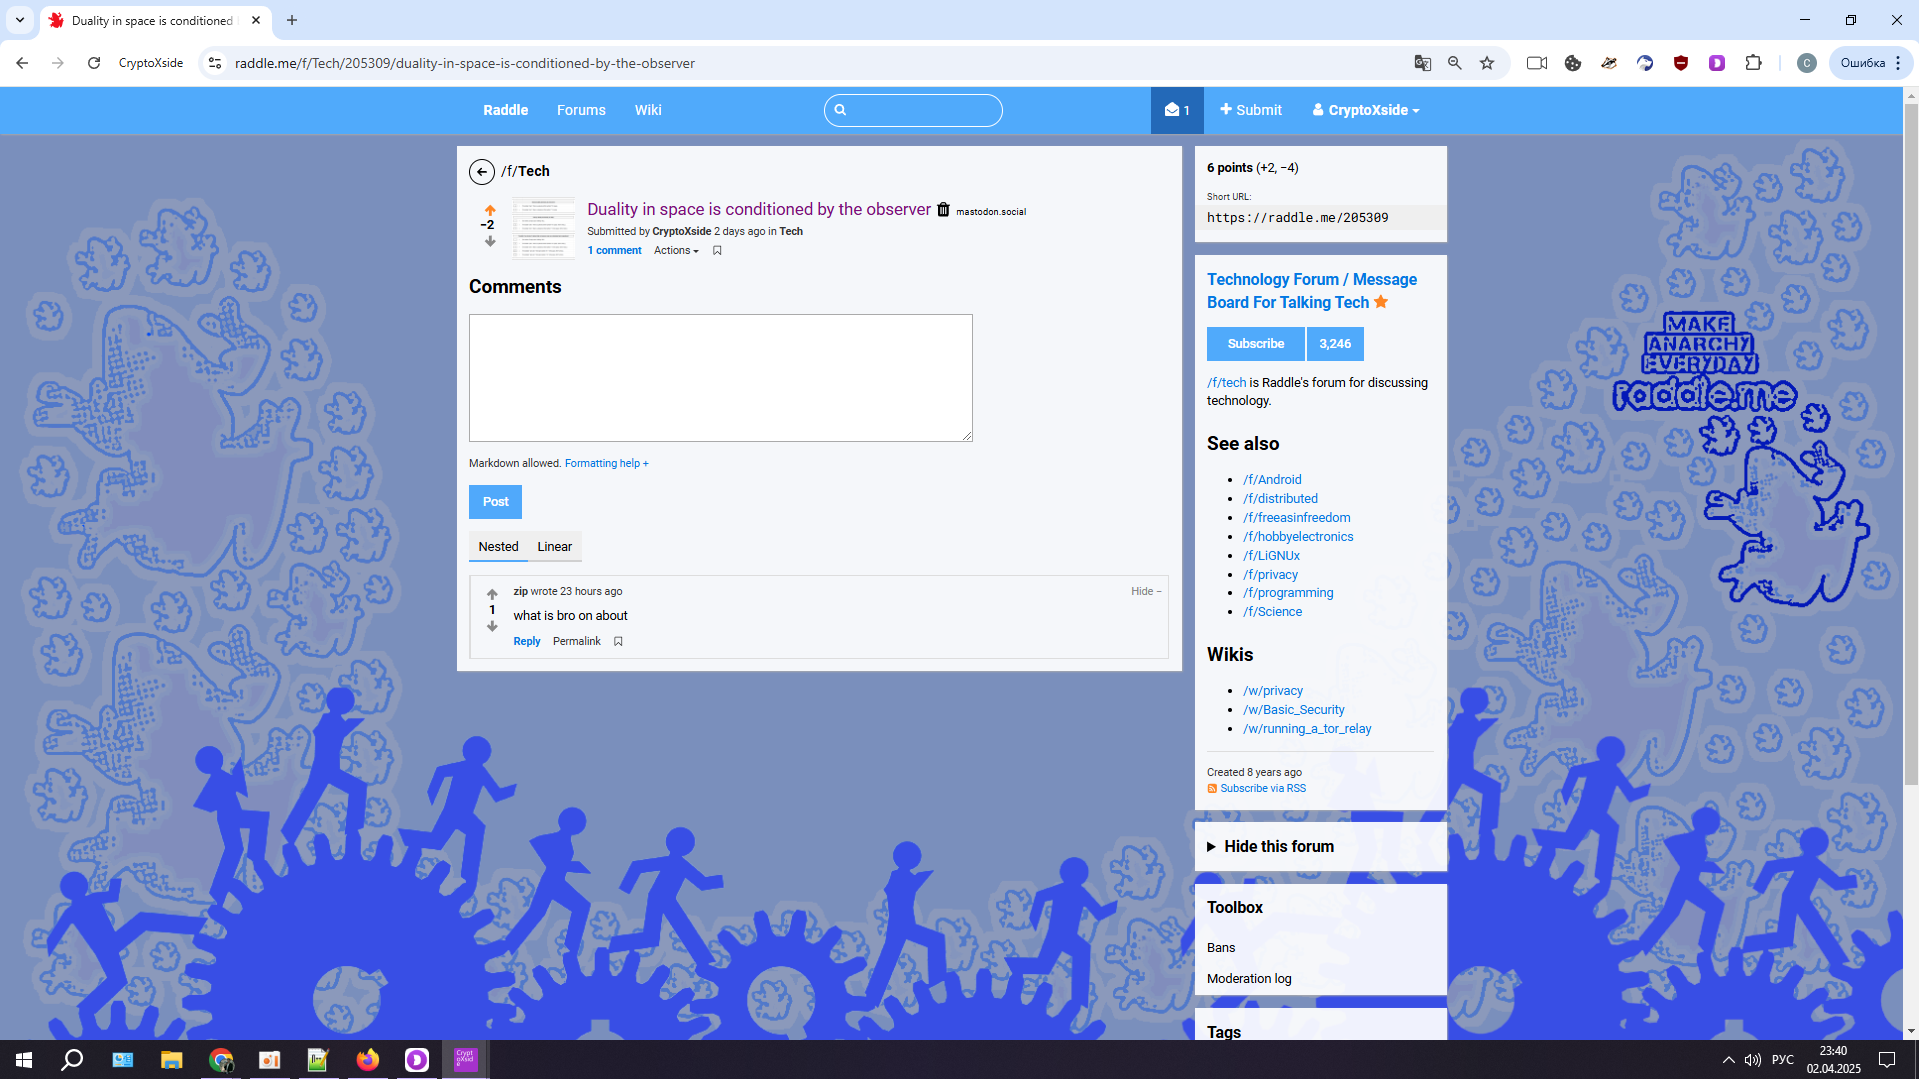 Duality in space is conditioned
CryptoXside
raddle.me/f/Tech/205309/duality-in-space-is-conditioned-by-the-observer
C
Ошибка
Raddle
Forums
Wiki
1
Submit
CryptoXside
/f/Tech
−2
Duality in space is conditioned by the observer
mastodon.social
Submitted by CryptoXside 2 days ago in Tech
1 comment
Actions
Comments
Markdown allowed. Formatting help +
Post
Nested
Linear
zip wrote 23 hours ago
Hide −
1
what is bro on about
Reply
Permalink
6 points (+2, −4)
Short URL:
https://raddle.me/205309
Technology Forum / Message
Board For Talking Tech
Subscribe
3,246
/f/tech is Raddle's forum for discussing
technology.
See also
/f/Android
/f/distributed
/f/freeasinfreedom
/f/hobbyelectronics
/f/LiGNUx
/f/privacy
/f/programming
/f/Science
Wikis
/w/privacy
/w/Basic_Security
/w/running_a_tor_relay
Created 8 years ago
Subscribe via RSS
Hide this forum
Toolbox
Bans
Moderation log
Tags
MAKE
ANARCHY
EVERYDAY
raddle.me
Crypt
oXsid
e
РУС
23:40
02.04.2025